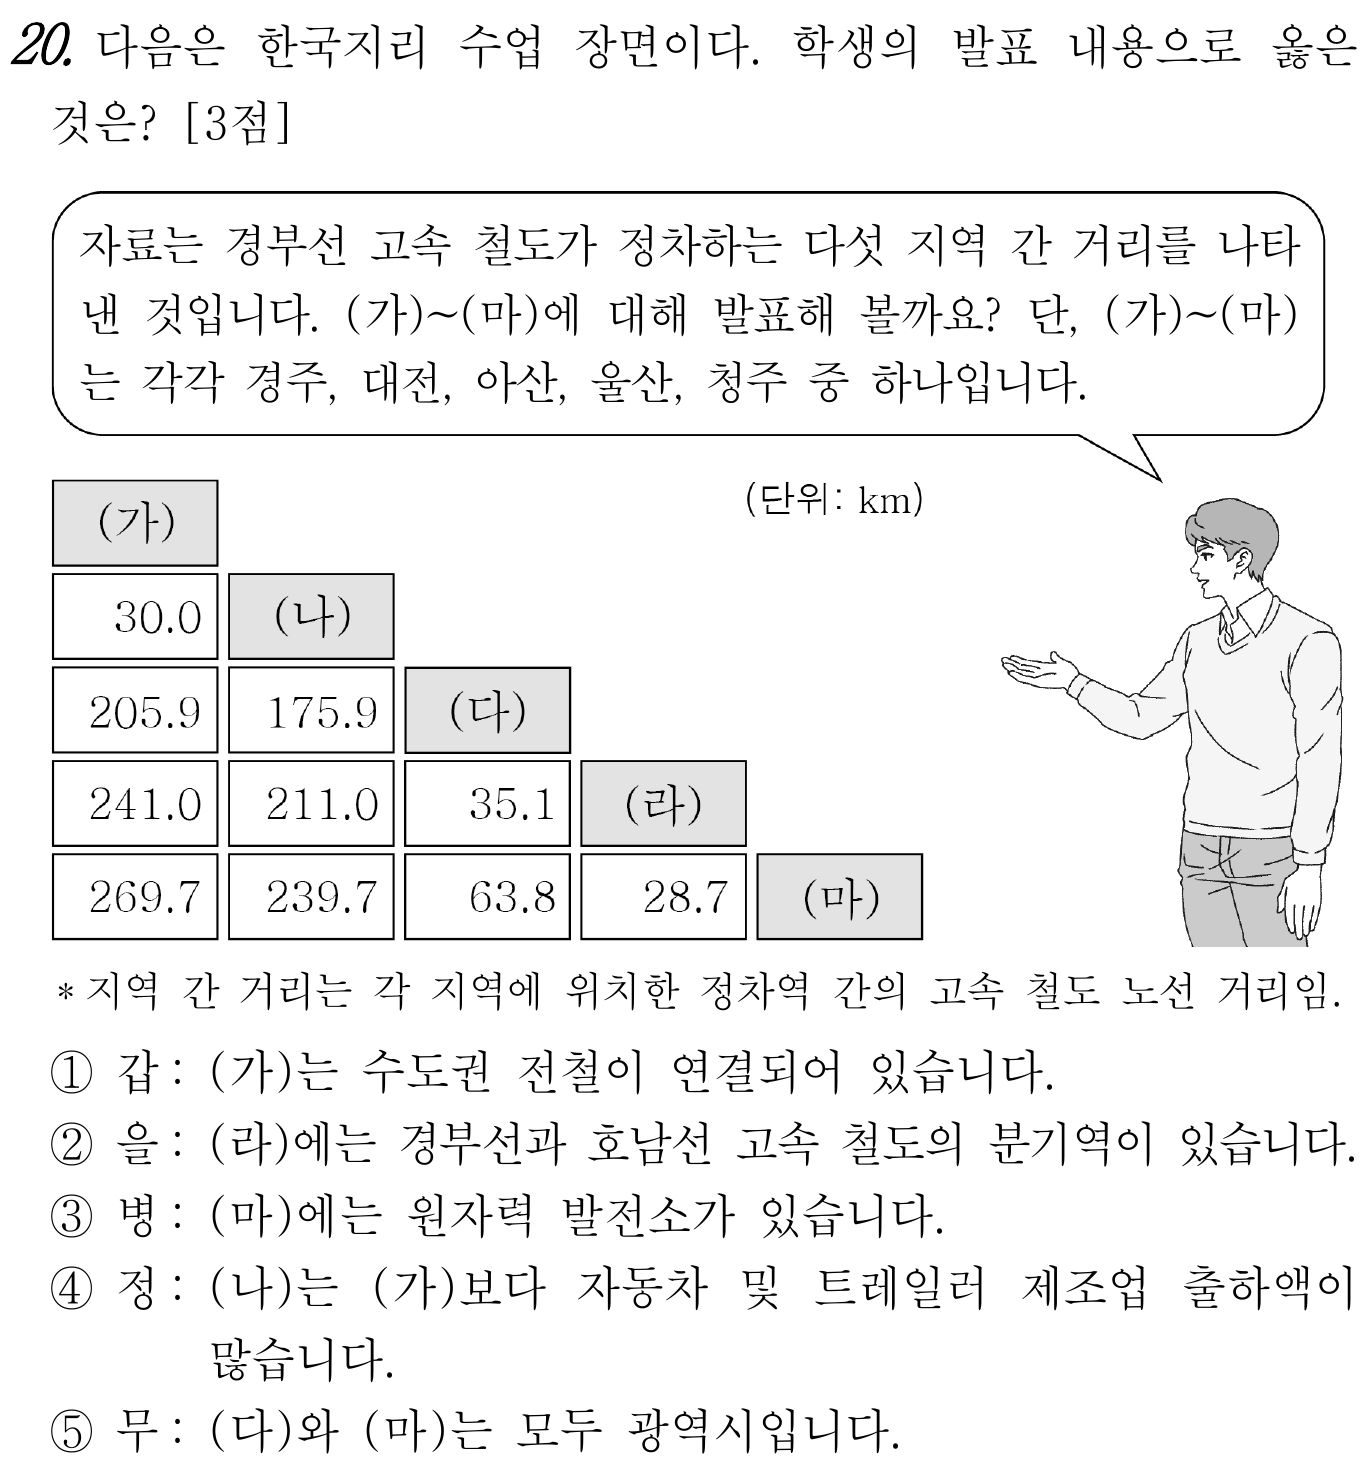 20. 다음은 한국지리 수업 장면이다. 학생의 발표 내용으로 옳은
것은? [3점]
자료는 경부선 고속 철도가 정차하는 다섯 지역 간 거리를 나타
낸 것입니다. (가)~(마)에 대해 발표해 볼까요? 단, (가)~(마)
는 각각 경주, 대전, 아산, 울산, 청주 중 하나입니다.
(단위: km)
(가)
30.0 (나)
205.9 175.9 (다)
241.0 211.0 35.1 (라)
269.7 239.7 63.8 28.7 (마)
* 지역 간 거리는 각 지역에 위치한 정차역 간의 고속 철도 노선 거리임.
① 갑: (가)는 수도권 전철이 연결되어 있습니다.
② 을: (라)에는 경부선과 호남선 고속 철도의 분기역이 있습니다.
③ 병: (마)에는 원자력 발전소가 있습니다.
④ 정: (나)는 (가)보다 자동차 및 트레일러 제조업 출하액이
많습니다.
⑤ 무: (다)와 (마)는 모두 광역시입니다.